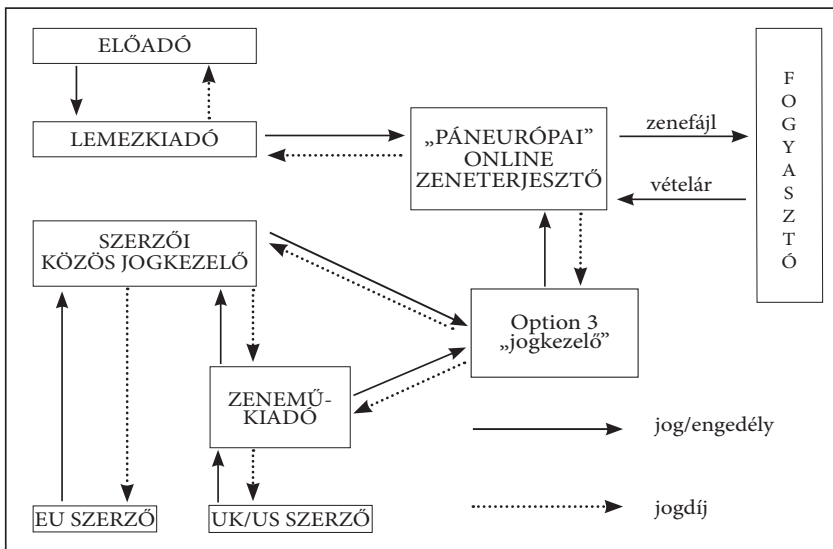 ELŐADÓ
LEMEZKIADÓ
„PÁNEURÓPAI”
ONLINE
ZENETERJESZTŐ
zenefájl
vételár
F
O
G
Y
A
S
Z
T
Ó
SZERZŐI
KÖZÖS JOGKEZELŐ
Option 3
„jogkezelő”
ZENEMŰ-
KIADÓ
EU SZERZŐ
UK/US SZERZŐ
jog/engedély
jogdíj